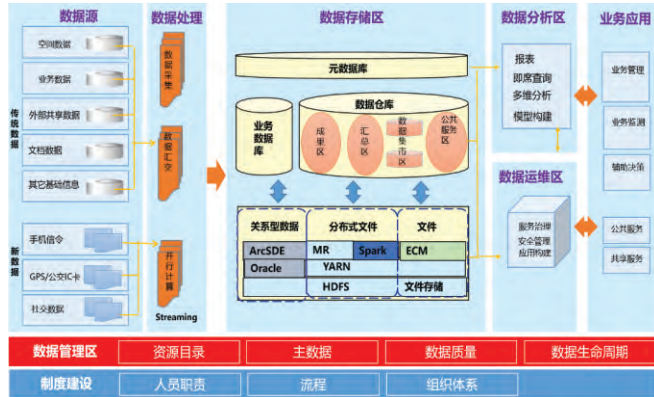 数据源
空间数据
业务数据
外部共享数据
文档数据
其它基础信息
传统数据
手机信令
GPS/公交IC卡
社交数据
新数据
数据处理
数据采集
数据汇交
并行计算
Streaming
数据存储区
元数据库
业务
数据
库
数据仓库
成果区
汇总区
数据集市区
公共服务区
关系型数据
分布式文件
文件
ArcSDE
MR
Spark
ECM
Oracle
YARN
HDFS
文件存储
数据分析区
报表
即席查询
多维分析
模型构建
数据运维区
服务治理
安全管理
应用构建
业务应用
业务管理
业务监测
辅助决策
公共服务
共享服务
数据管理区
资源目录
主数据
数据质量
数据生命周期
制度建设
人员职责
流程
组织体系